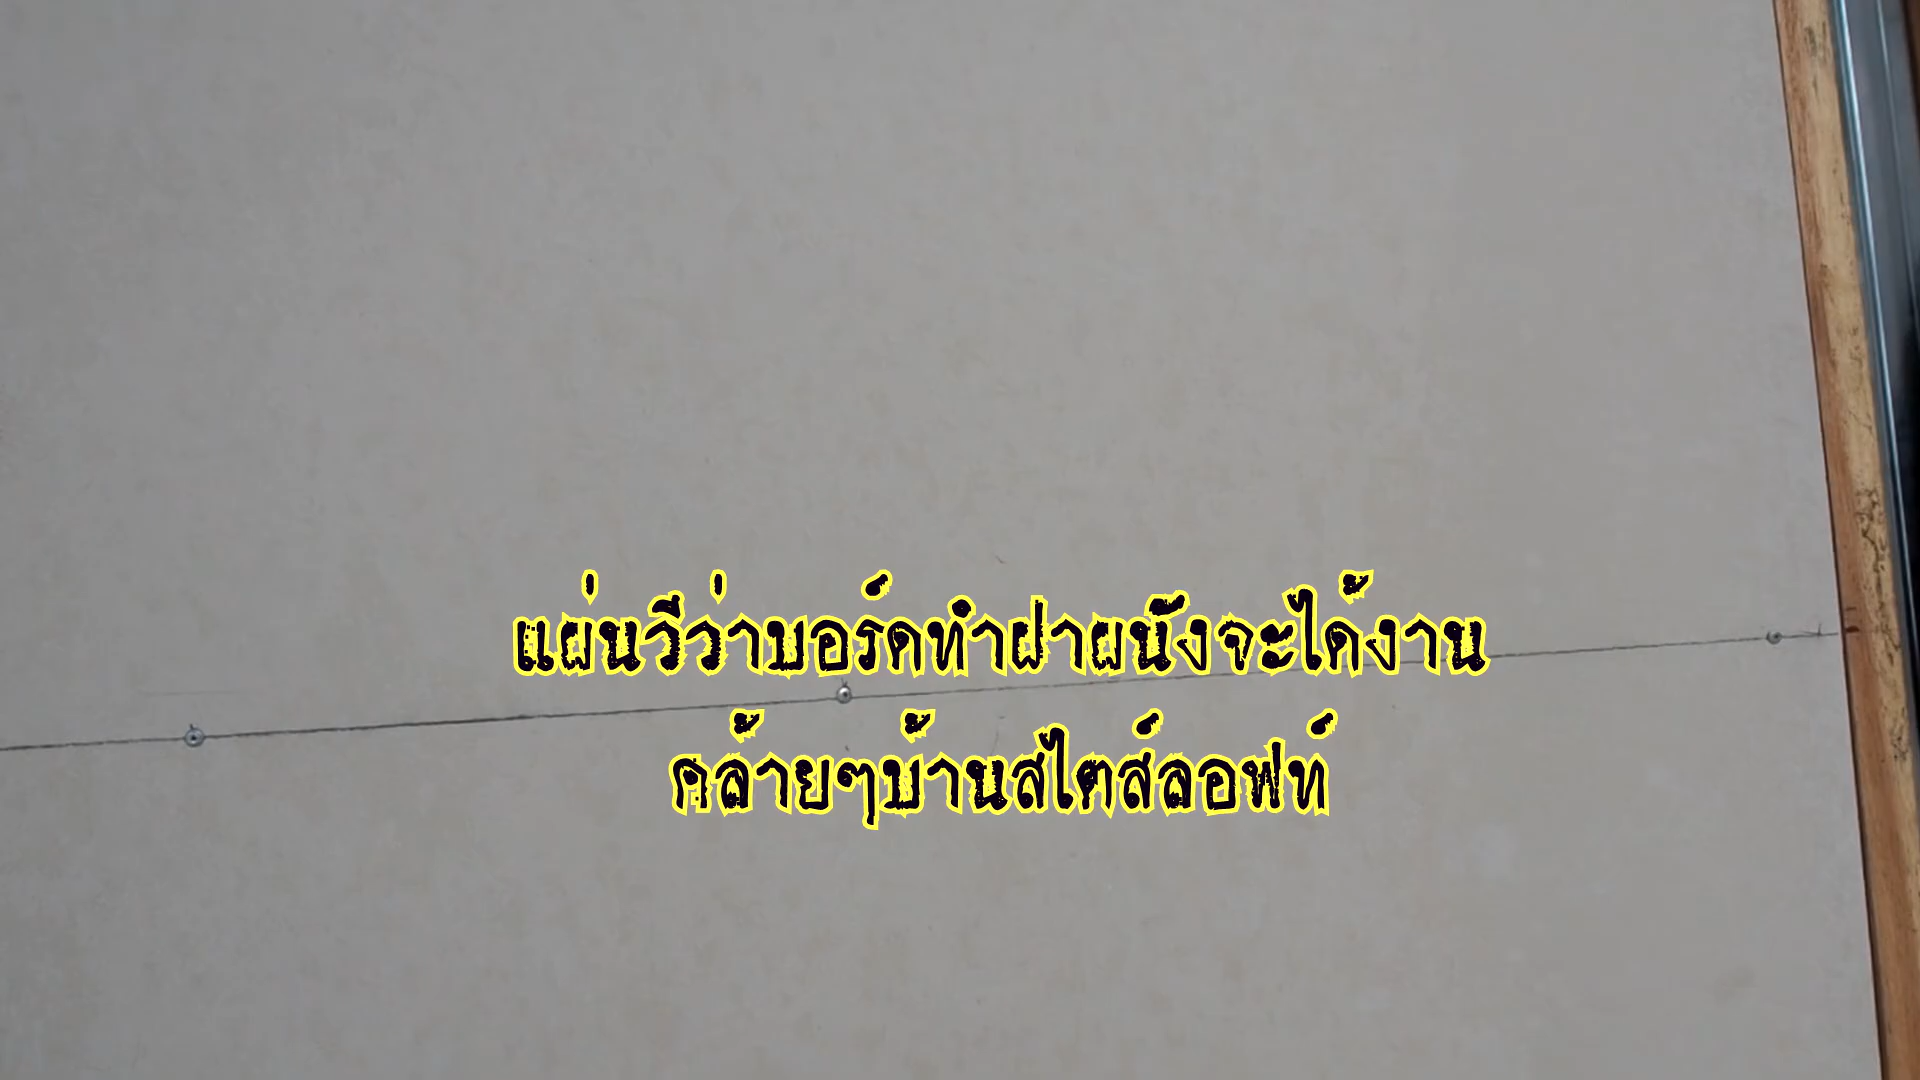 แผ่นวีว่าบอร์ดทำฝาผนังจะได้งาน
คล้ายๆบ้านสไตส์ลอฟท์